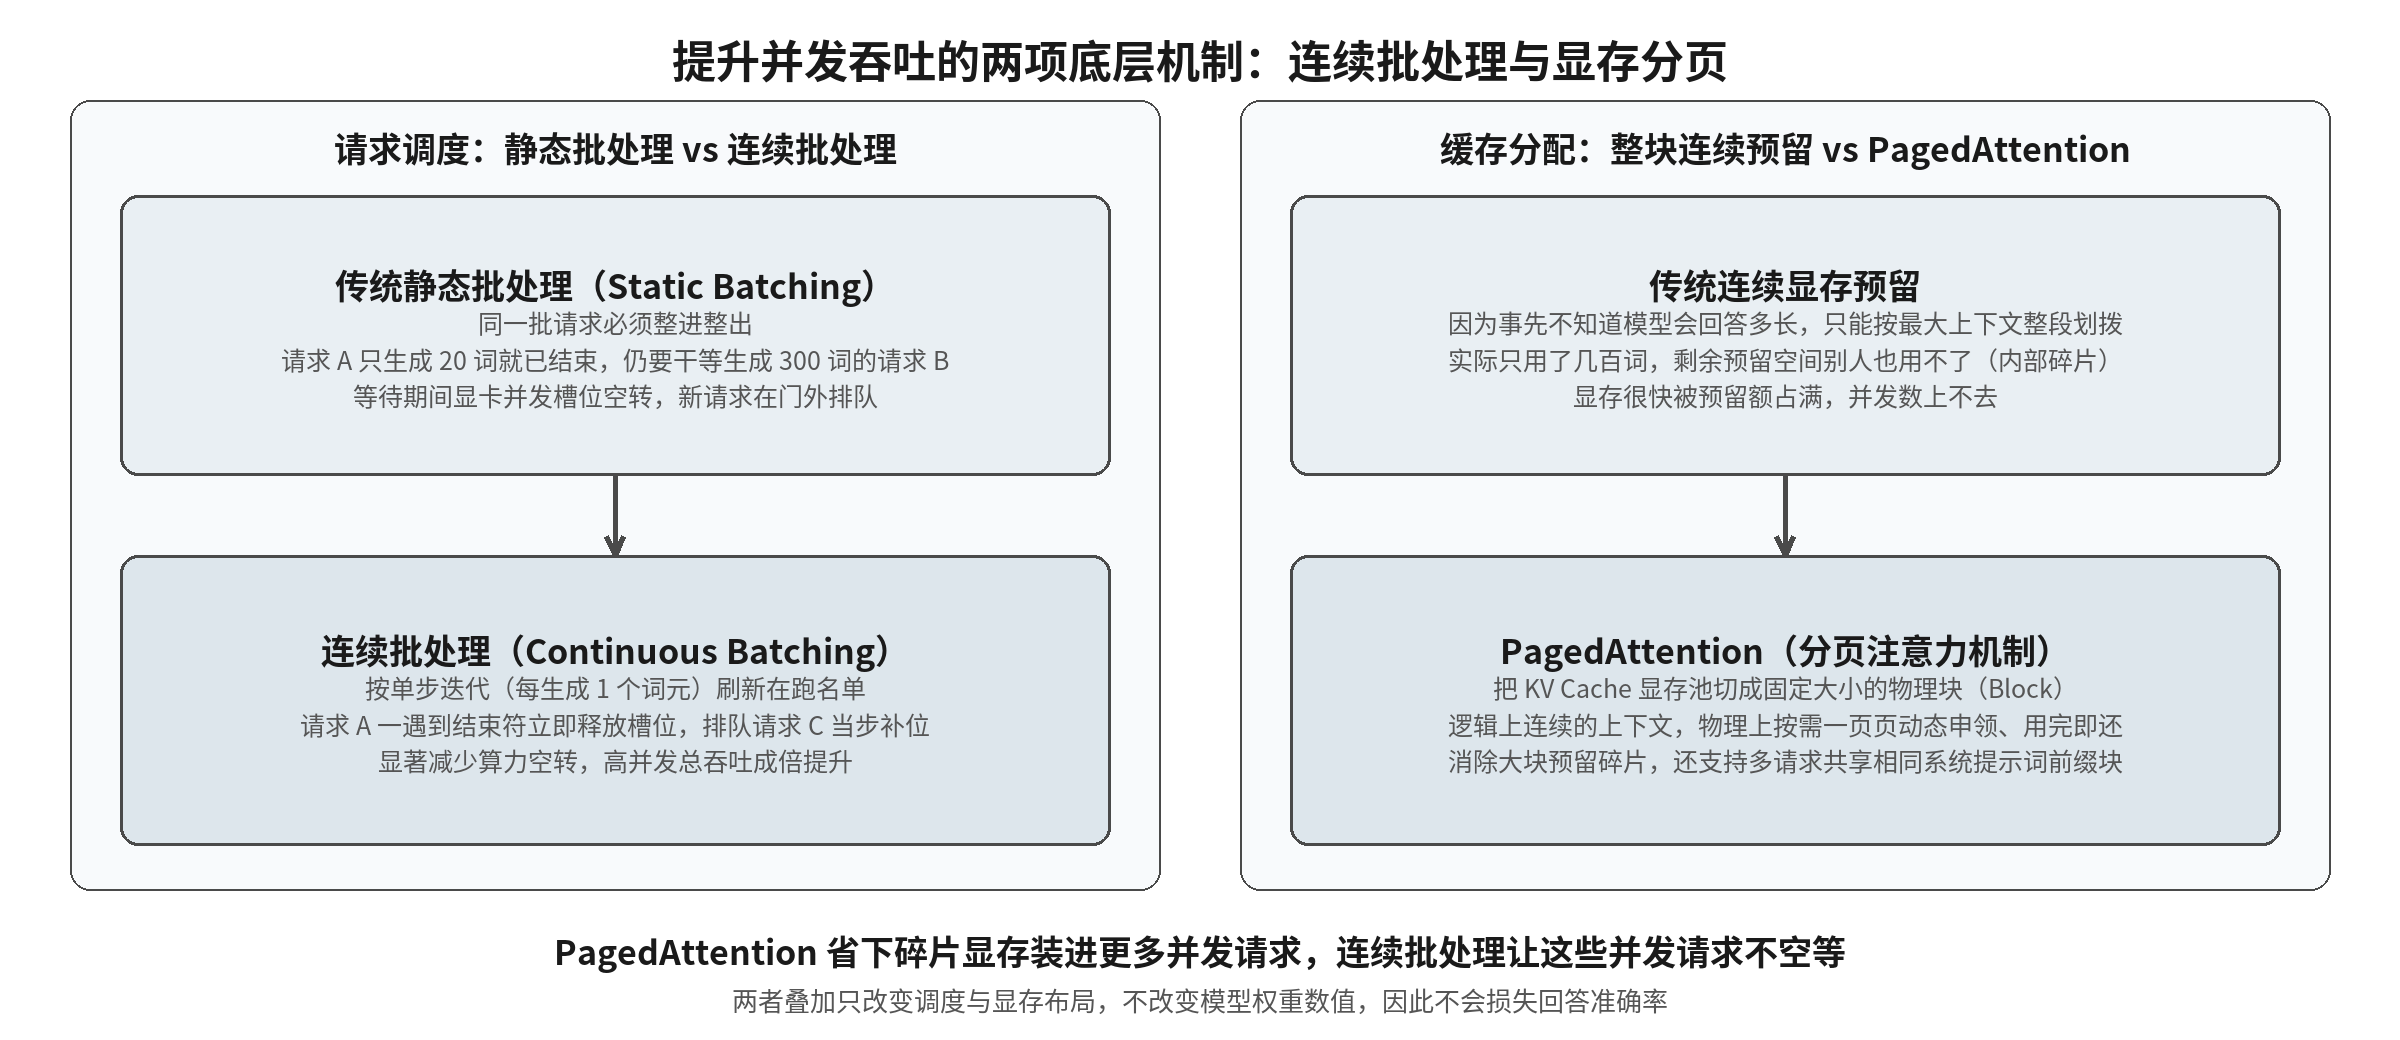 提升并发吞吐的两项底层机制：连续批处理与显存分页
请求调度：静态批处理 vs 连续批处理
传统静态批处理（Static Batching）
同一批请求必须整进整出
请求 A 只生成 20 词就已结束，仍要干等生成 300 词的请求 B
等待期间显卡并发槽位空转，新请求在门外排队
连续批处理（Continuous Batching）
按单步迭代（每生成 1 个词元）刷新在跑名单
请求 A 一遇到结束符立即释放槽位，排队请求 C 当步补位
显著减少算力空转，高并发总吞吐成倍提升
缓存分配：整块连续预留 vs PagedAttention
传统连续显存预留
因为事先不知道模型会回答多长，只能按最大上下文整段划拨
实际只用了几百词，剩余预留空间别人也用不了（内部碎片）
显存很快被预留额占满，并发数上不去
PagedAttention（分页注意力机制）
把 KV Cache 显存池切成固定大小的物理块（Block）
逻辑上连续的上下文，物理上按需一页页动态申领、用完即还
消除大块预留碎片，还支持多请求共享相同系统提示词前缀块
PagedAttention 省下碎片显存装进更多并发请求，连续批处理让这些并发请求不空等
两者叠加只改变调度与显存布局，不改变模型权重数值，因此不会损失回答准确率